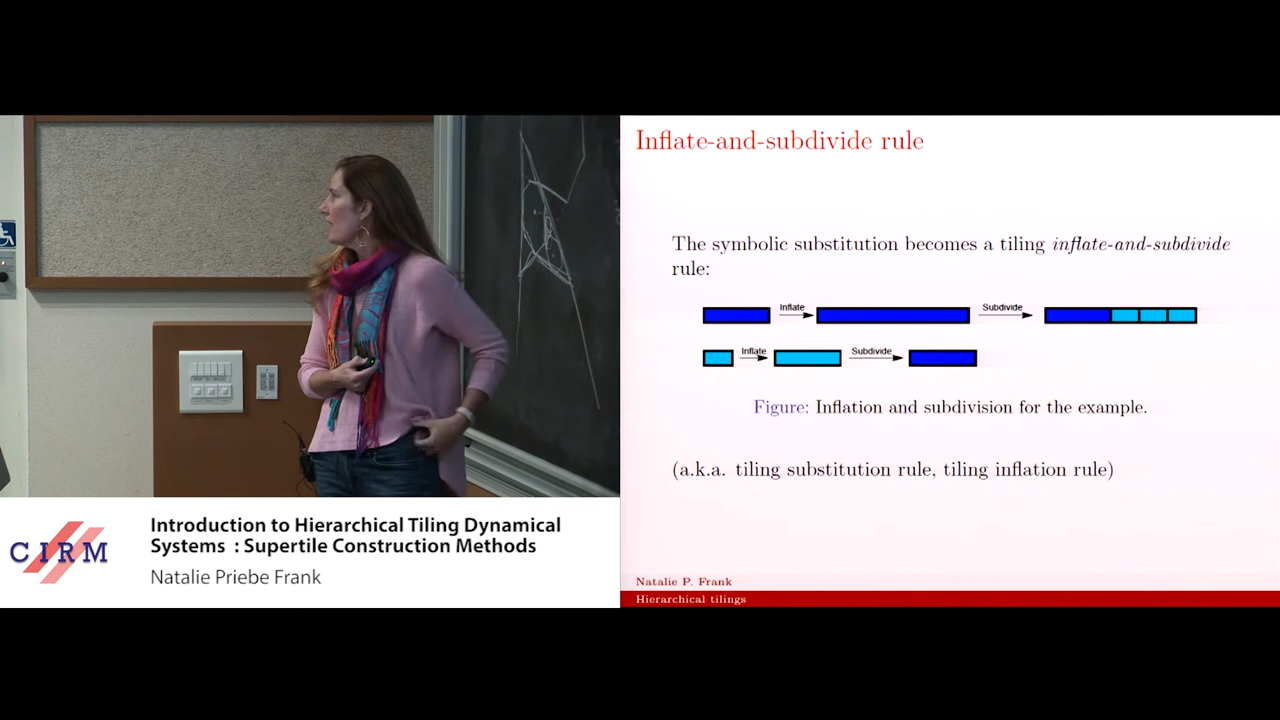 Inflate-and-subdivide rule
The symbolic substitution becomes a tiling inflate-and-subdivide
rule:
Inflate
Subdivide
Inflate
Subdivide
Figure: Inflation and subdivision for the example.
(a.k.a. tiling substitution rule, tiling inflation rule)
Natalie P. Frank
Hierarchical tilings
CIRM
Introduction to Hierarchical Tiling Dynamical
Systems : Supertile Construction Methods
Natalie Priebe Frank